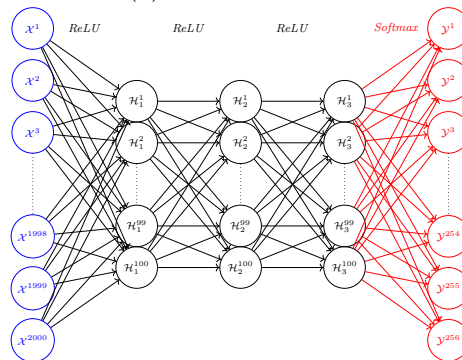 ReLU ReLU ReLU Softmax
𝒳¹ 𝒴¹
𝒳² 𝒴²
ℋ₁¹ ℋ₂¹ ℋ₃¹
𝒳³ 𝒴³
ℋ₁² ℋ₂² ℋ₃²
ℋ₁⁹⁹ ℋ₂⁹⁹ ℋ₃⁹⁹
𝒳¹⁹⁹⁸ 𝒴²⁵⁴
ℋ₁¹⁰⁰ ℋ₂¹⁰⁰ ℋ₃¹⁰⁰
𝒳¹⁹⁹⁹ 𝒴²⁵⁵
𝒳²⁰⁰⁰ 𝒴²⁵⁶